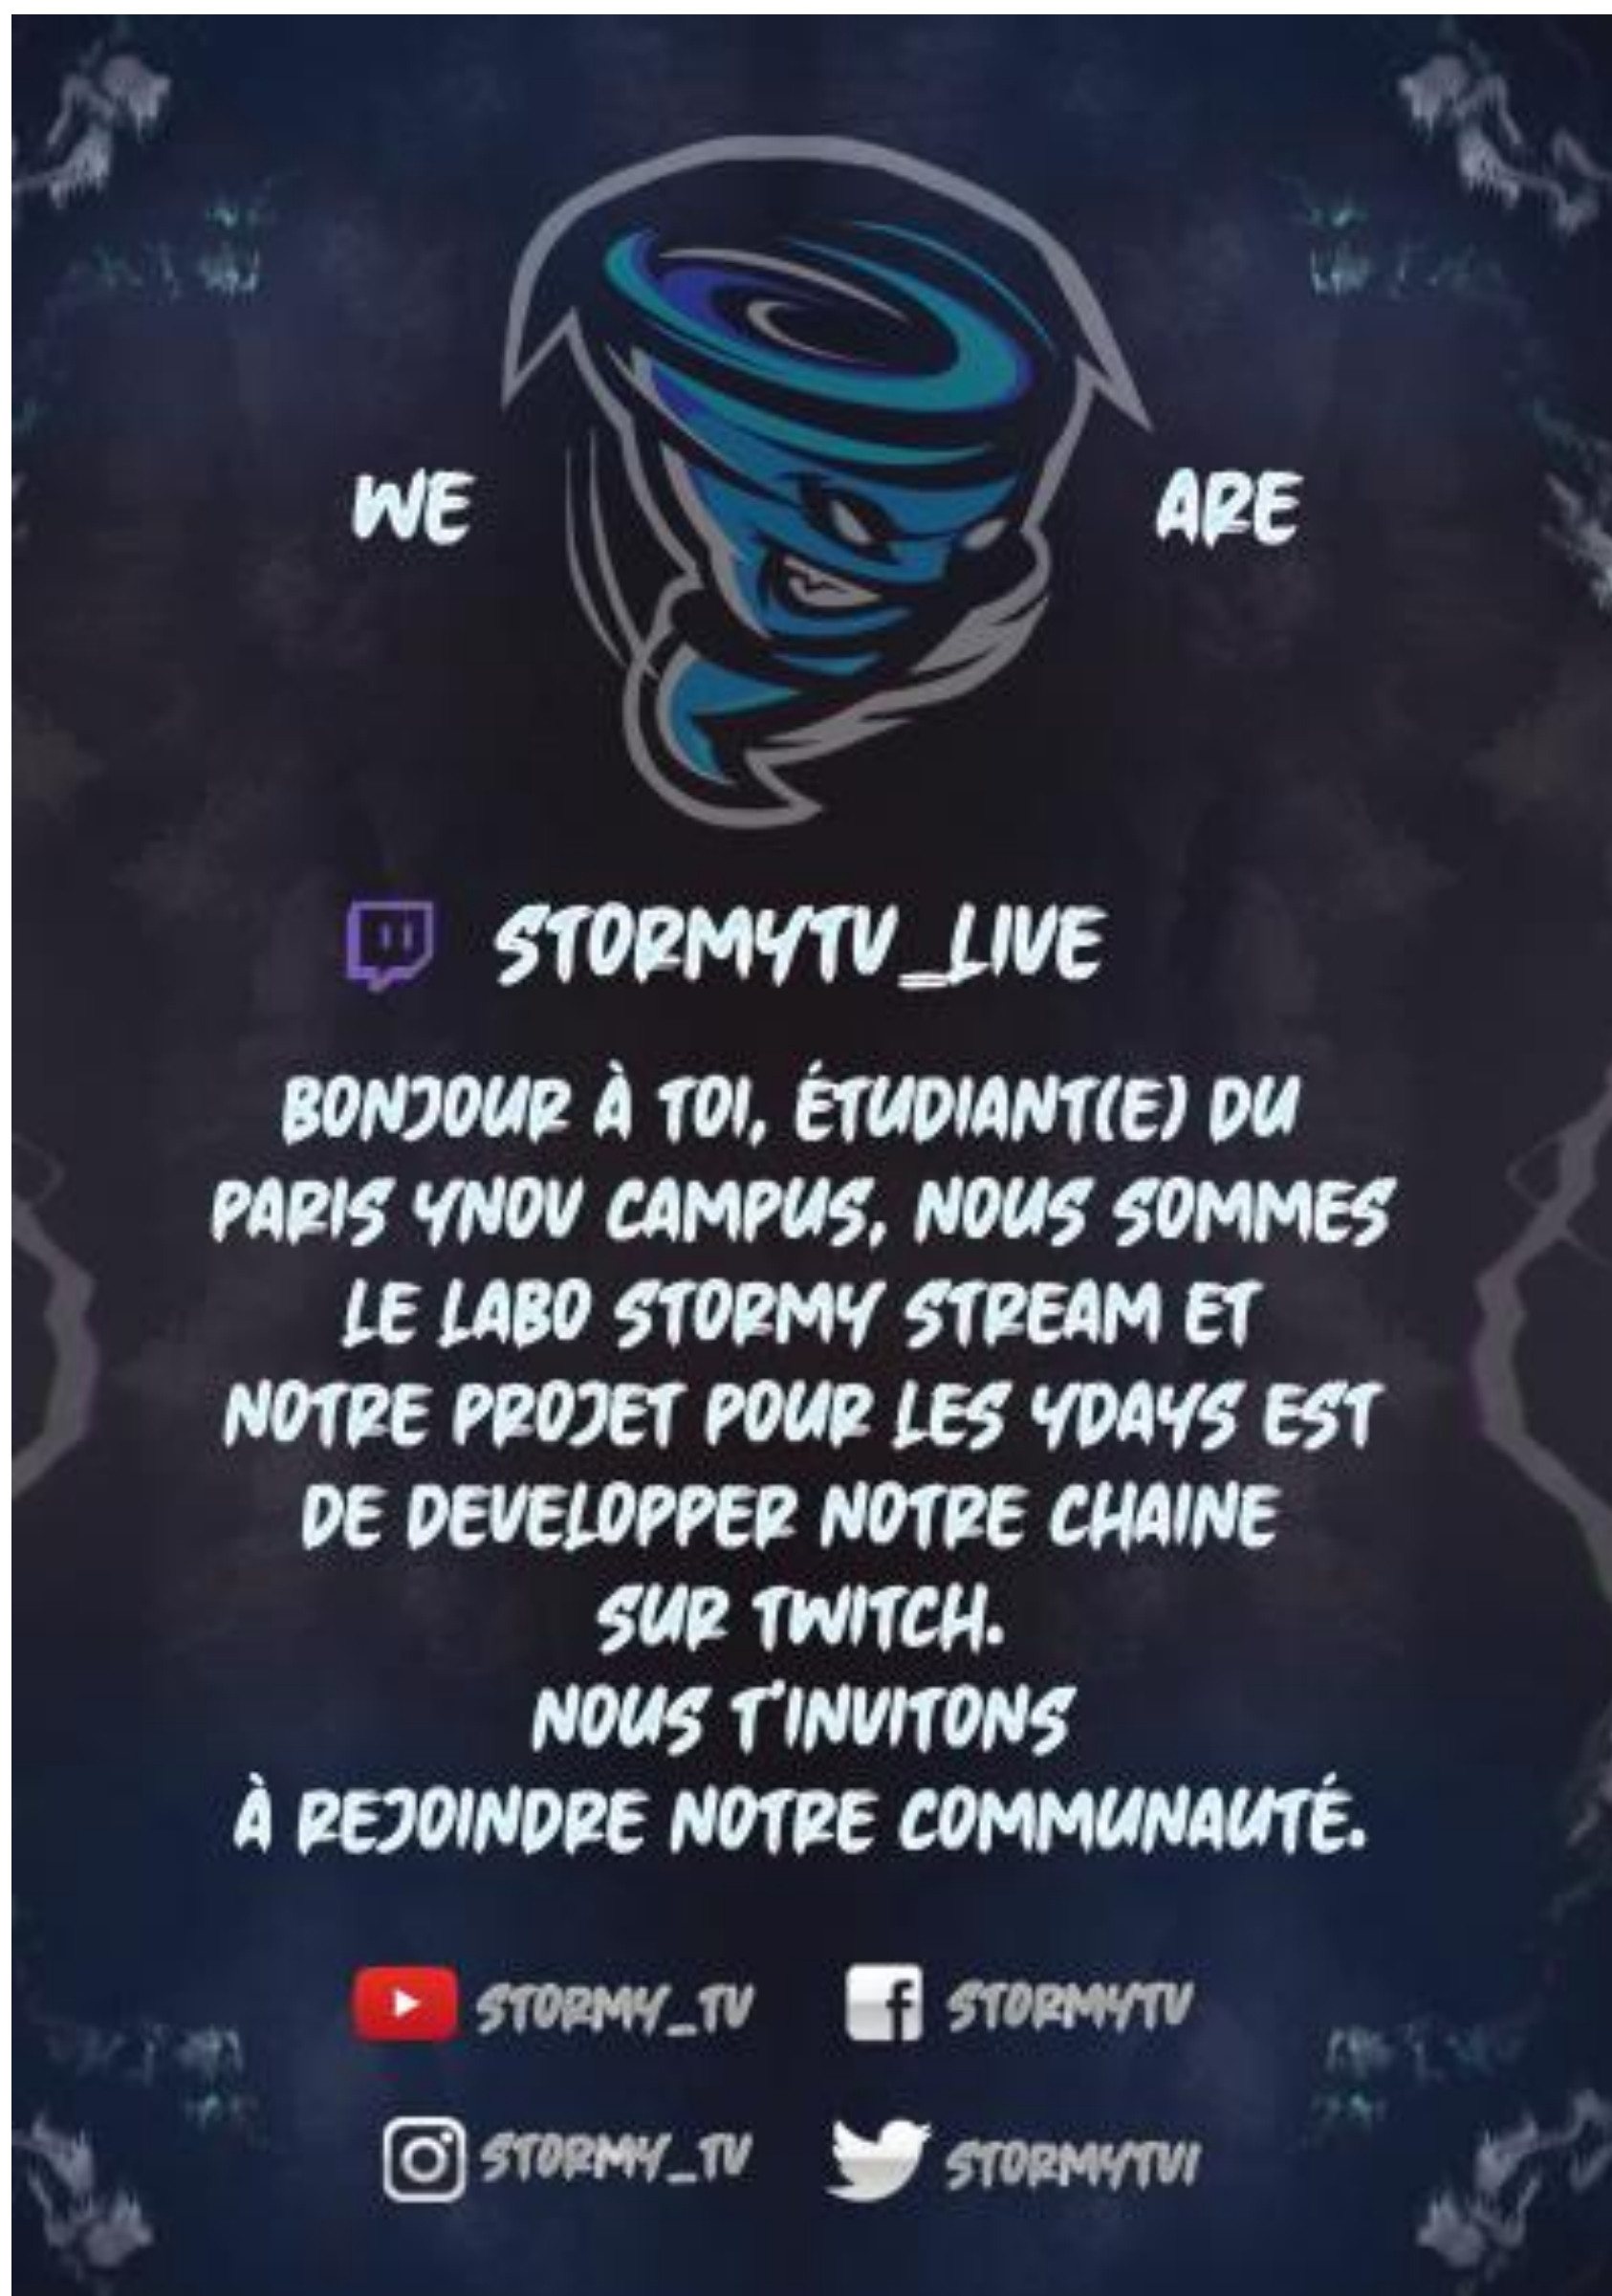 WE ARE
STORMYTV_LIVE
BONJOUR À TOI, ÉTUDIANT(E) DU
PARIS YNOV CAMPUS, NOUS SOMMES
LE LABO STORMY STREAM ET
NOTRE PROJET POUR LES YDAYS EST
DE DEVELOPPER NOTRE CHAINE
SUR TWITCH.
NOUS T'INVITONS
À REJOINDRE NOTRE COMMUNAUTÉ.
STORMY_TV STORMYTV
STORMY_TV STORMYTV1